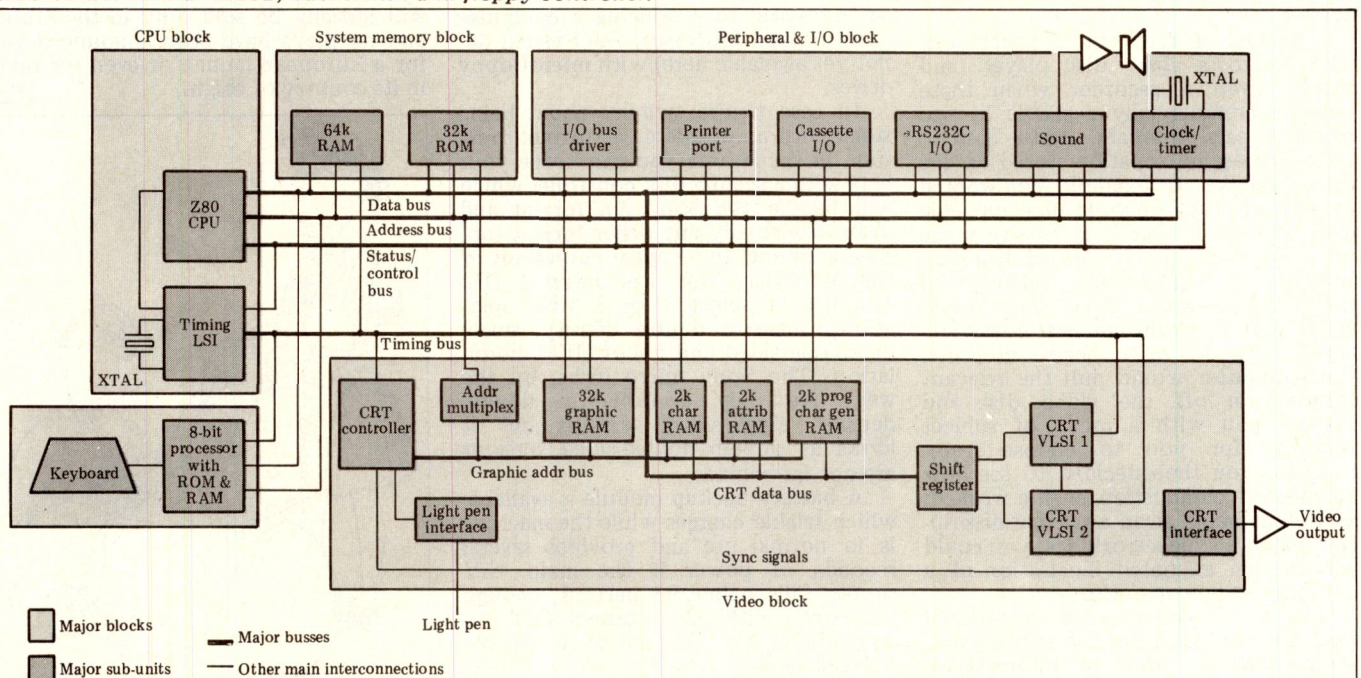 floppy controller.
CPU block
System memory block
Peripheral & I/O block
XTAL
64k
RAM
32k
ROM
I/O bus
driver
Printer
port
Cassette
I/O
RS232C
I/O
Sound
Clock/
timer
Z80
CPU
Data bus
Address bus
Status/
control
bus
Timing
LSI
XTAL
Timing bus
CRT
controller
Addr
multiplex
32k
graphic
RAM
2k
char
RAM
2k
attrib
RAM
2k prog
char gen
RAM
CRT
VLSI 1
Keyboard
8-bit
processor
with
ROM &
RAM
Graphic addr bus
CRT data bus
Shift
register
Light pen
interface
CRT
VLSI 2
CRT
interface
Video
output
Sync signals
Video block
Light pen
Major blocks
Major busses
Major sub-units
Other main interconnections